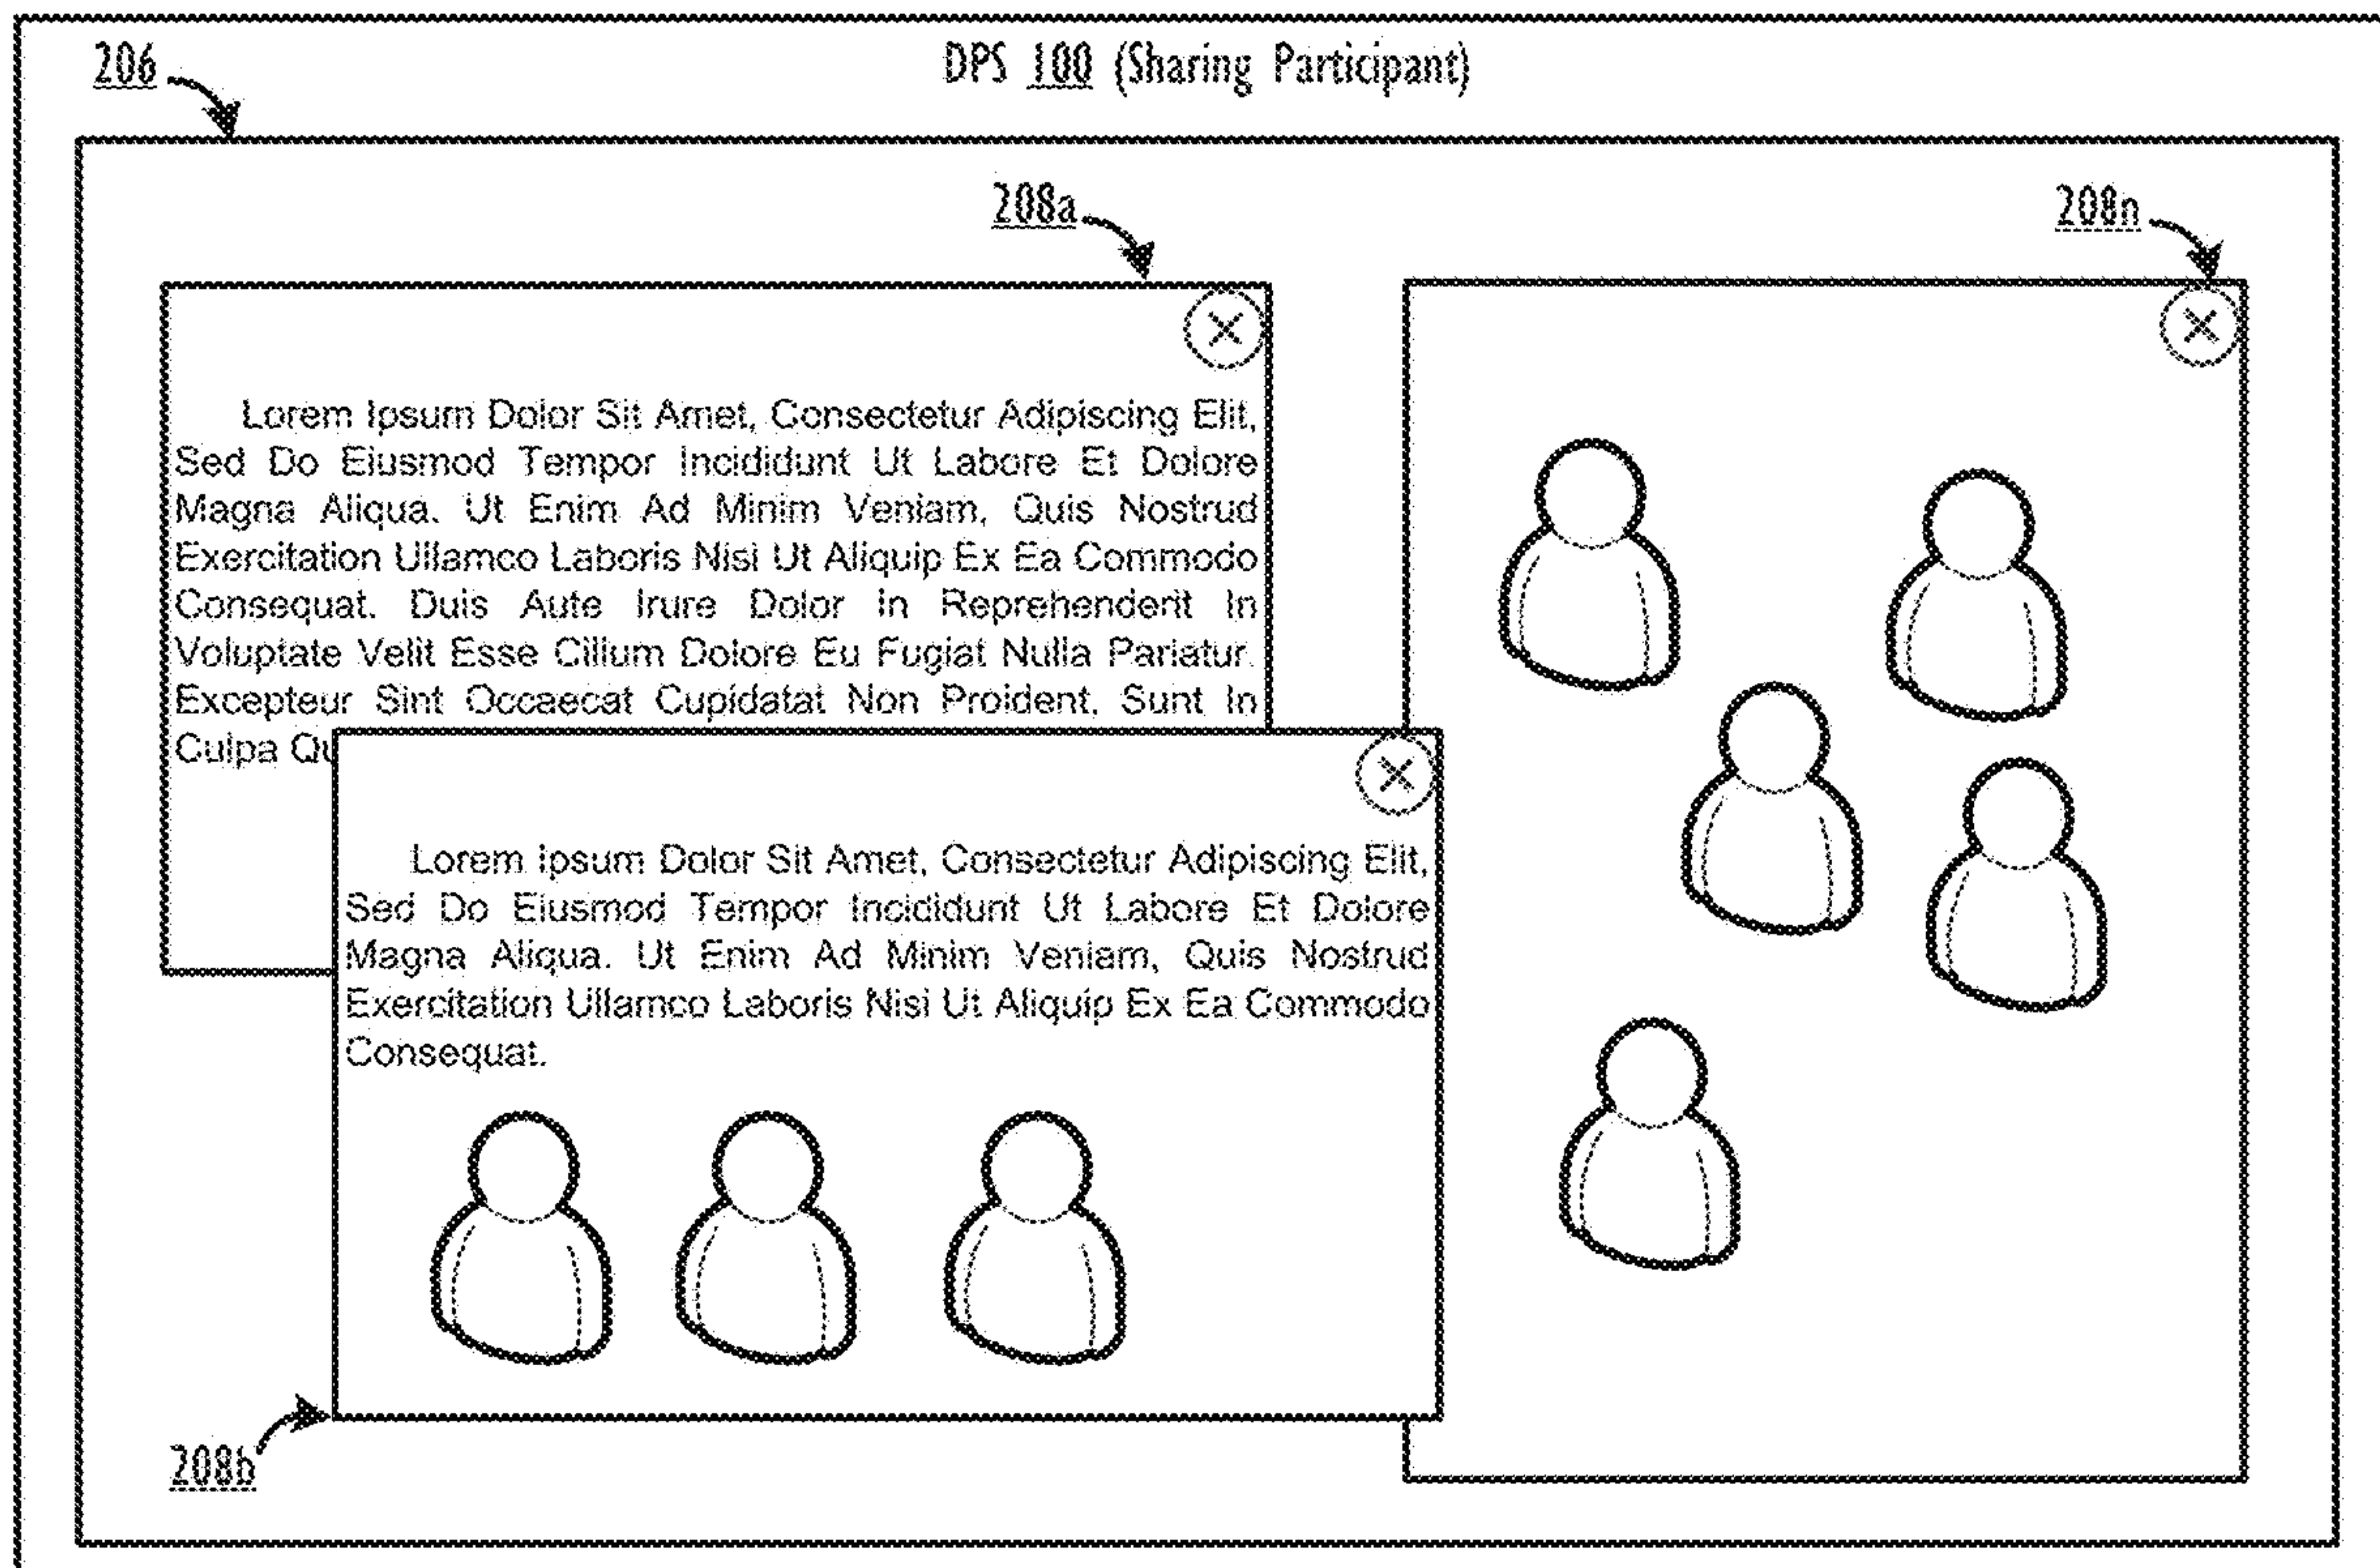 206
DPS 100 (Sharing Participant)
208a
208n
Lorem Ipsum Dolor Sit Amet, Consectetur Adipiscing Elit,
Sed Do Eiusmod Tempor Incididunt Ut Labore Et Dolore
Magna Aliqua. Ut Enim Ad Minim Veniam, Quis Nostrud
Exercitation Ullamco Laboris Nisi Ut Aliquip Ex Ea Commodo
Consequat. Duis Aute Irure Dolor In Reprehenderit In
Voluptate Velit Esse Cillum Dolore Eu Fugiat Nulla Pariatur.
Excepteur Sint Occaecat Cupidatat Non Proident, Sunt In
Culpa Qu
Lorem Ipsum Dolor Sit Amet, Consectetur Adipiscing Elit,
Sed Do Eiusmod Tempor Incididunt Ut Labore Et Dolore
Magna Aliqua. Ut Enim Ad Minim Veniam, Quis Nostrud
Exercitation Ullamco Laboris Nisi Ut Aliquip Ex Ea Commodo
Consequat.
208b